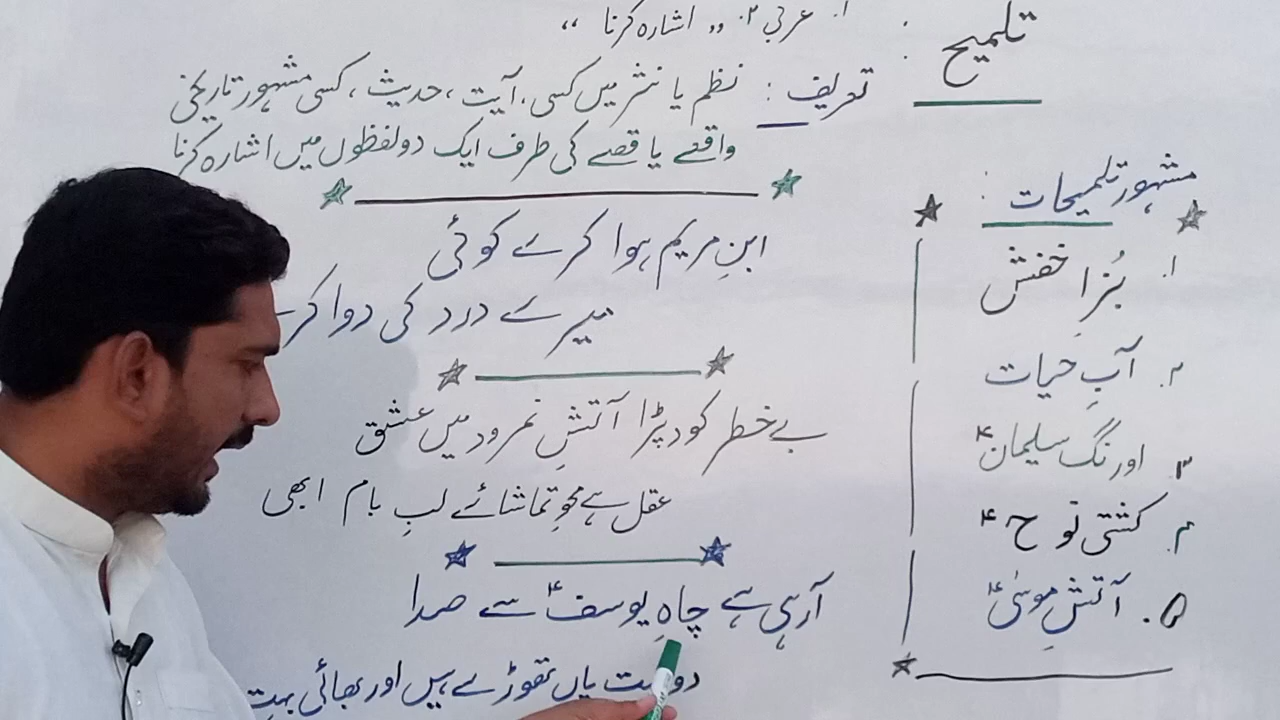 تلمیح :
۱. عربی ۲. ,, اشارہ کرنا ,,
تعریف : نظم یا نثر میں کسی آیت، حدیث، کسی مشہور تاریخی
واقعے یا قصے کی طرف ایک دو لفظوں میں اشارہ کرنا
ابنِ مریم ہوا کرے کوئی
میرے درد کی دوا کر
بے خطر کود پڑا آتشِ نمرود میں عشق
عقل ہے محوِ تماشائے لبِ بام ابھی
آ رہی ہے چاہِ یوسفؑ سے صدا
دوست یاں تھوڑے ہیں اور بھائی بہت
مشہور تلمیحات :
۱. بُزِ اخفش
۲. آبِ حیات
۳. اورنگ سلیمانؑ
۴. کشتی نوحؑ
۵. آتشِ موسیٰؑ